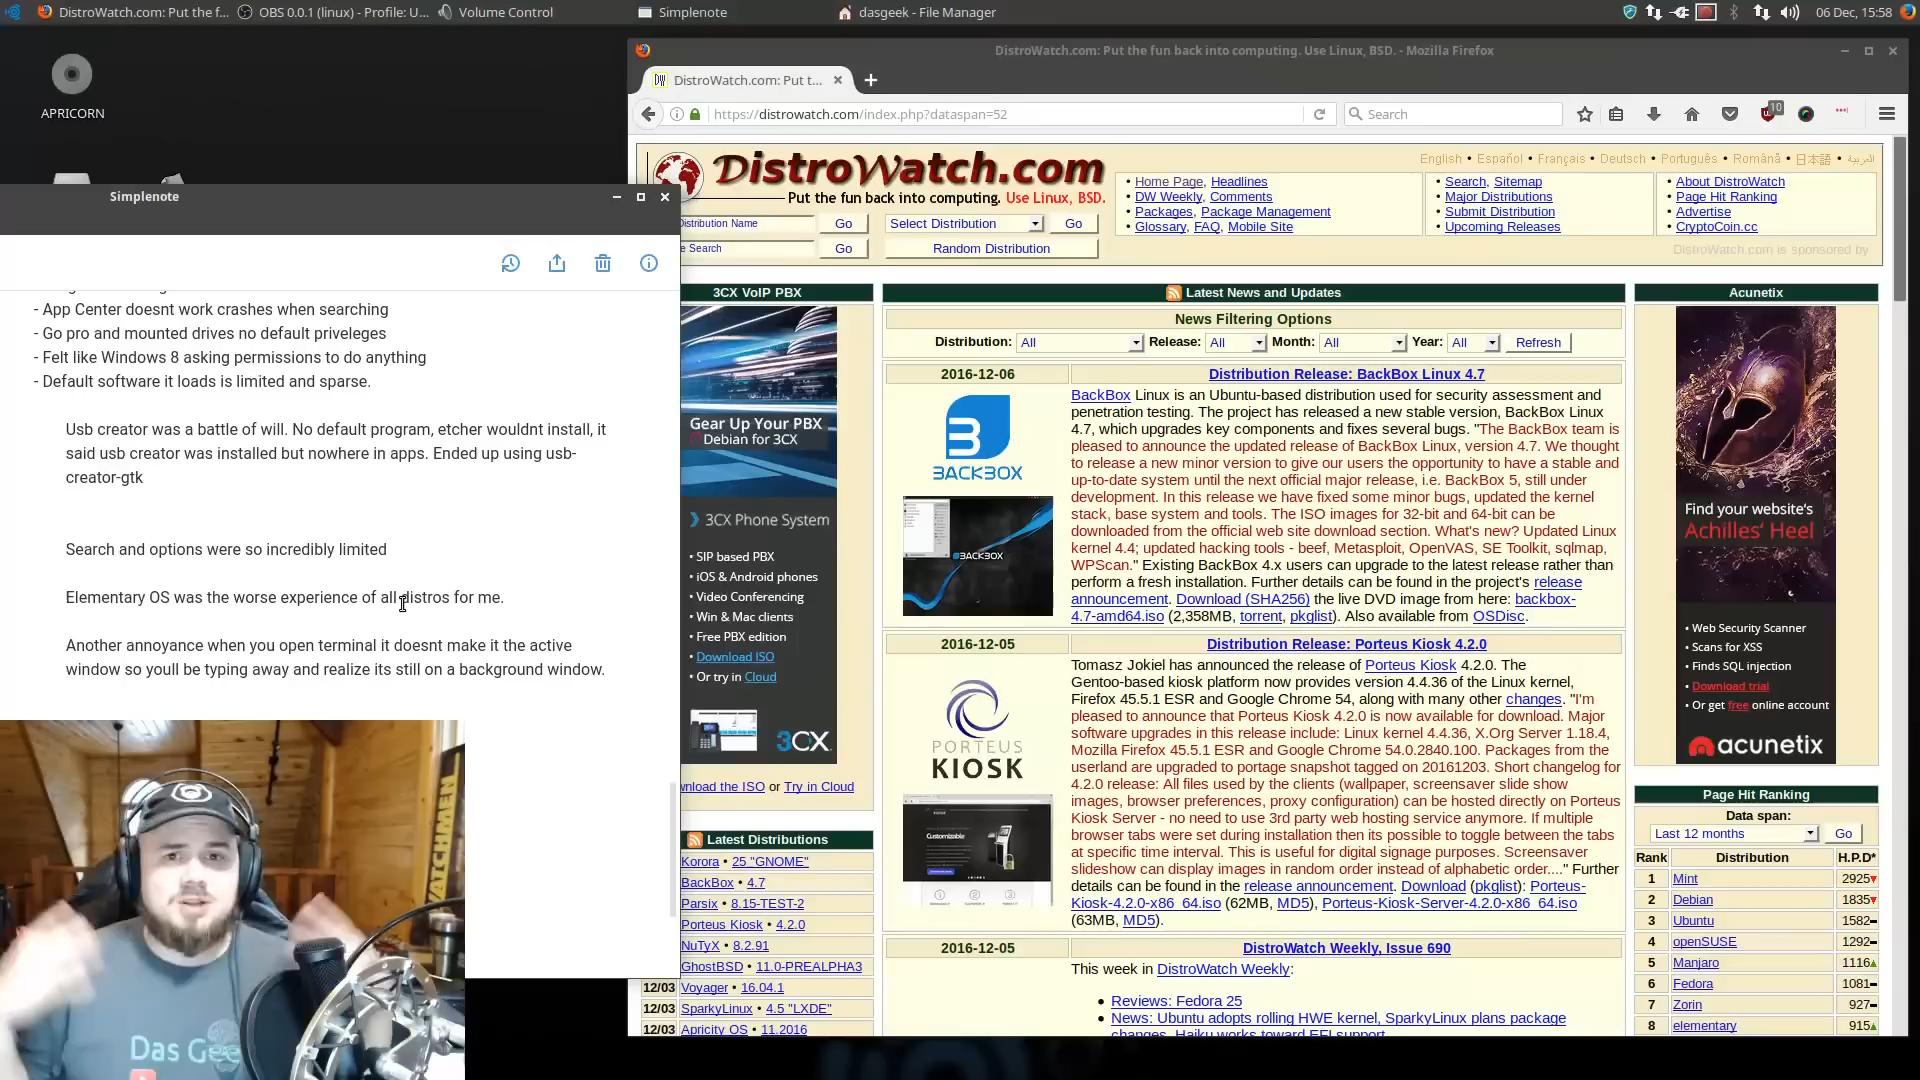 DistroWatch.com: Put the f...
OBS 0.0.1 (linux) - Profile: U...
Volume Control
Simplenote
dasgeek - File Manager
06 Dec, 15:58
APRICORN
DistroWatch.com: Put the fun back into computing. Use Linux, BSD. - Mozilla Firefox
DistroWatch.com: Put t...
https://distrowatch.com/index.php?dataspan=52
Search
10
Simplenote
- App Center doesnt work crashes when searching
- Go pro and mounted drives no default priveleges
- Felt like Windows 8 asking permissions to do anything
- Default software it loads is limited and sparse.
Usb creator was a battle of will. No default program, etcher wouldnt install, it
said usb creator was installed but nowhere in apps. Ended up using usb-
creator-gtk
Search and options were so incredibly limited
Elementary OS was the worse experience of all distros for me.
Another annoyance when you open terminal it doesnt make it the active
window so youll be typing away and realize its still on a background window.
DistroWatch.com
Put the fun back into computing. Use Linux, BSD.
English • Español • Français • Deutsch • Português • Română • 日本語 • العربية
• Home Page, Headlines
• DW Weekly, Comments
• Packages, Package Management
• Glossary, FAQ, Mobile Site
• Search, Sitemap
• Major Distributions
• Submit Distribution
• Upcoming Releases
• About DistroWatch
• Page Hit Ranking
• Advertise
• CryptoCoin.cc
DistroWatch.com is sponsored by
Distribution Name
Go
Select Distribution
Go
Search
Go
Random Distribution
3CX VoIP PBX
Gear Up Your PBX
Debian for 3CX
3CX Phone System
• SIP based PBX
• iOS & Android phones
• Video Conferencing
• Win & Mac clients
• Free PBX edition
• Download ISO
• Or try in Cloud
3CX
the ISO or Try in Cloud
Latest Distributions
Korora • 25 "GNOME"
BackBox • 4.7
Parsix • 8.15-TEST-2
Porteus Kiosk • 4.2.0
NuTyX • 8.2.91
GhostBSD • 11.0-PREALPHA3
12/03 Voyager • 16.04.1
12/03 SparkyLinux • 4.5 "LXDE"
12/03 Apricity OS • 11.2016
Latest News and Updates
News Filtering Options
Distribution: All Release: All Month: All Year: All Refresh
2016-12-06
Distribution Release: BackBox Linux 4.7
BACKBOX
BACKBOX
BackBox Linux is an Ubuntu-based distribution used for security assessment and
penetration testing. The project has released a new stable version, BackBox Linux
4.7, which upgrades key components and fixes several bugs. "The BackBox team is
pleased to announce the updated release of BackBox Linux, version 4.7. We thought
to release a new minor version to give our users the opportunity to have a stable and
up-to-date system until the next official major release, i.e. BackBox 5, still under
development. In this release we have fixed some minor bugs, updated the kernel
stack, base system and tools. The ISO images for 32-bit and 64-bit can be
downloaded from the official web site download section. What's new? Updated Linux
kernel 4.4; updated hacking tools - beef, Metasploit, OpenVAS, SE Toolkit, sqlmap,
WPScan." Existing BackBox 4.x users can upgrade to the latest release rather than
perform a fresh installation. Further details can be found in the project's release
announcement. Download (SHA256) the live DVD image from here: backbox-
4.7-amd64.iso (2,358MB, torrent, pkglist). Also available from OSDisc.
2016-12-05
Distribution Release: Porteus Kiosk 4.2.0
PORTEUS
KIOSK
Customizable
Tomasz Jokiel has announced the release of Porteus Kiosk 4.2.0. The
Gentoo-based kiosk platform now provides version 4.4.36 of the Linux kernel,
Firefox 45.5.1 ESR and Google Chrome 54, along with many other changes. "I'm
pleased to announce that Porteus Kiosk 4.2.0 is now available for download. Major
software upgrades in this release include: Linux kernel 4.4.36, X.Org Server 1.18.4,
Mozilla Firefox 45.5.1 ESR and Google Chrome 54.0.2840.100. Packages from the
userland are upgraded to portage snapshot tagged on 20161203. Short changelog for
4.2.0 release: All files used by the clients (wallpaper, screensaver slide show
images, browser preferences, proxy configuration) can be hosted directly on Porteus
Kiosk Server - no need to use 3rd party web hosting service anymore. If multiple
browser tabs were set during installation then its possible to toggle between the tabs
at specific time interval. This is useful for digital signage purposes. Screensaver
slideshow can display images in random order instead of alphabetic order...." Further
details can be found in the release announcement. Download (pkglist): Porteus-
Kiosk-4.2.0-x86_64.iso (62MB, MD5), Porteus-Kiosk-Server-4.2.0-x86_64.iso
(63MB, MD5).
2016-12-05
DistroWatch Weekly, Issue 690
This week in DistroWatch Weekly:
• Reviews: Fedora 25
• News: Ubuntu adopts rolling HWE kernel, SparkyLinux plans package
changes, Haiku works toward EFI support
Acunetix
Find your website's
Achilles' Heel
• Web Security Scanner
• Scans for XSS
• Finds SQL injection
• Download trial
• Or get free online account
acunetix
Page Hit Ranking
Data span:
Last 12 months
Go
Rank Distribution H.P.D*
1 Mint 2925
2 Debian 1835
3 Ubuntu 1582
4 openSUSE 1292
5 Manjaro 1116
6 Fedora 1081
7 Zorin 927
8 elementary 915
WATCHMEN
Das Gee